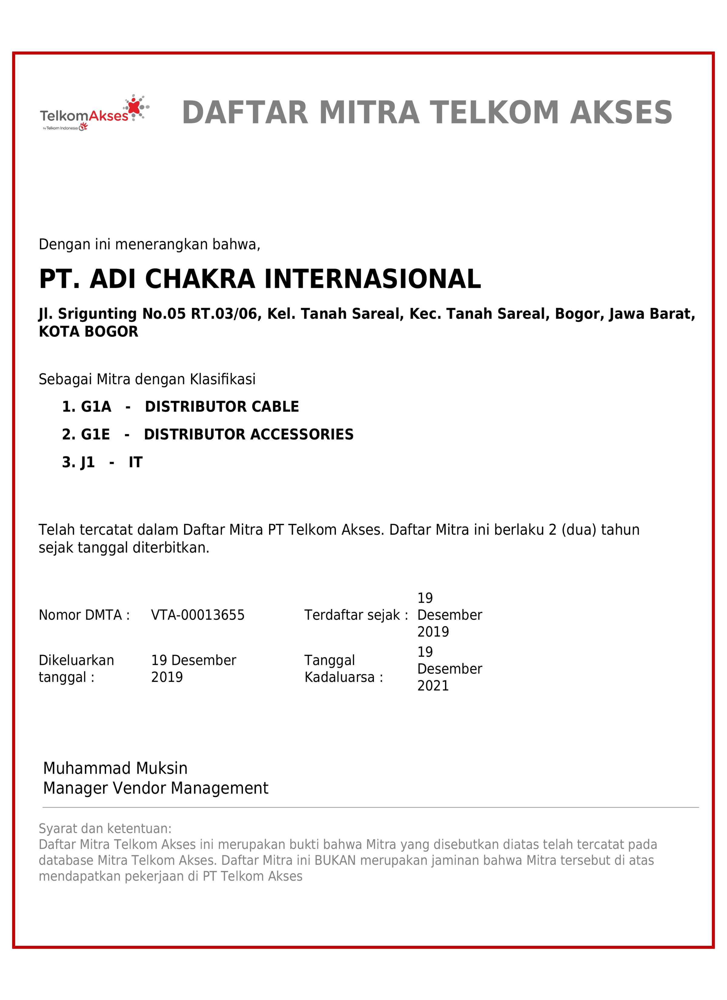 TelkomAkses
by Telkom Indonesia
DAFTAR MITRA TELKOM AKSES
Dengan ini menerangkan bahwa,
PT. ADI CHAKRA INTERNASIONAL
Jl. Srigunting No.05 RT.03/06, Kel. Tanah Sareal, Kec. Tanah Sareal, Bogor, Jawa Barat,
KOTA BOGOR
Sebagai Mitra dengan Klasifikasi
1. G1A - DISTRIBUTOR CABLE
2. G1E - DISTRIBUTOR ACCESSORIES
3. J1 - IT
Telah tercatat dalam Daftar Mitra PT Telkom Akses. Daftar Mitra ini berlaku 2 (dua) tahun
sejak tanggal diterbitkan.
Nomor DMTA :
VTA-00013655
Terdaftar sejak :
19
Desember
2019
Dikeluarkan
tanggal :
19 Desember
2019
Tanggal
Kadaluarsa :
19
Desember
2021
Muhammad Muksin
Manager Vendor Management
Syarat dan ketentuan:
Daftar Mitra Telkom Akses ini merupakan bukti bahwa Mitra yang disebutkan diatas telah tercatat pada
database Mitra Telkom Akses. Daftar Mitra ini BUKAN merupakan jaminan bahwa Mitra tersebut di atas
mendapatkan pekerjaan di PT Telkom Akses